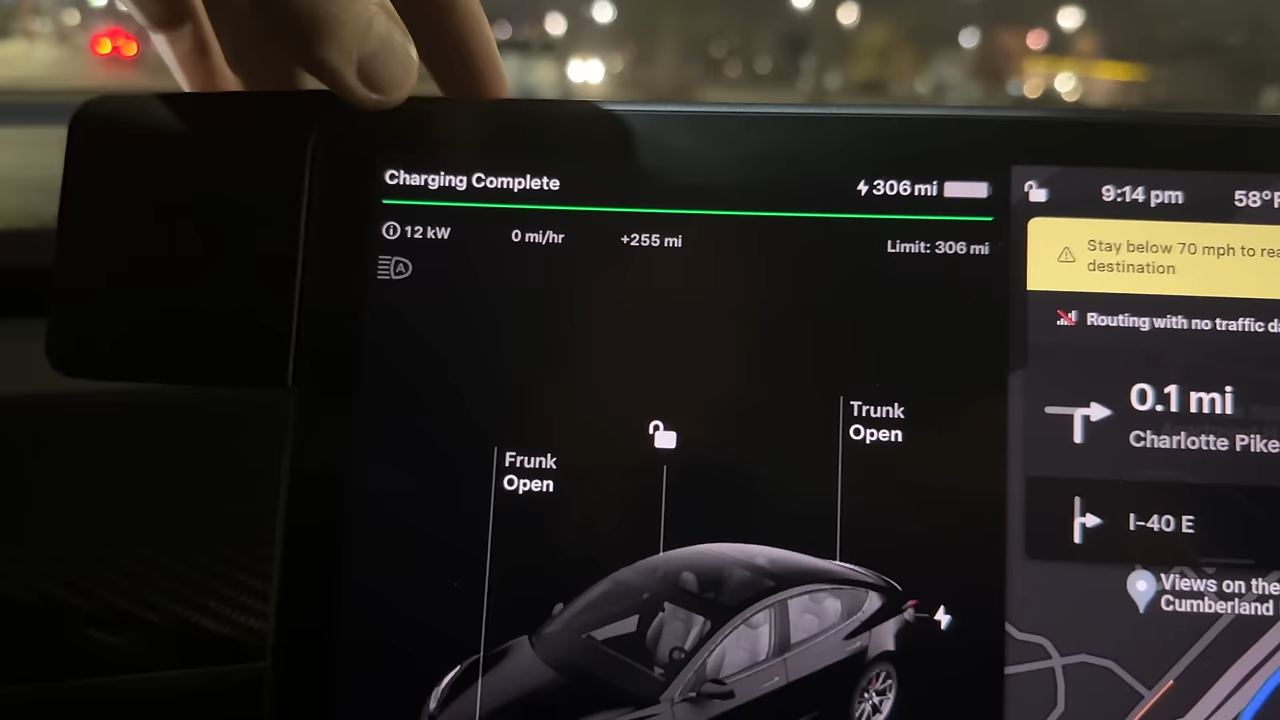 Charging Complete
306 mi
12 kW
0 mi/hr
+255 mi
Limit: 306 mi
A
Frunk
Open
Trunk
Open
9:14 pm
58°F
Stay below 70 mph to
destination
Routing with no traffic
0.1 mi
Charlotte Pike
I-40 E
Views on the
Cumberland